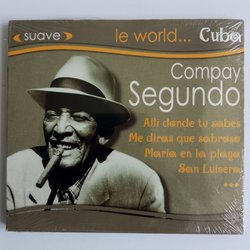 suave
le world... Cuba
Compay
Segundo
Alli donde tu sabes
Me diras que sabroso
Maria en la playa
San Luisera
...